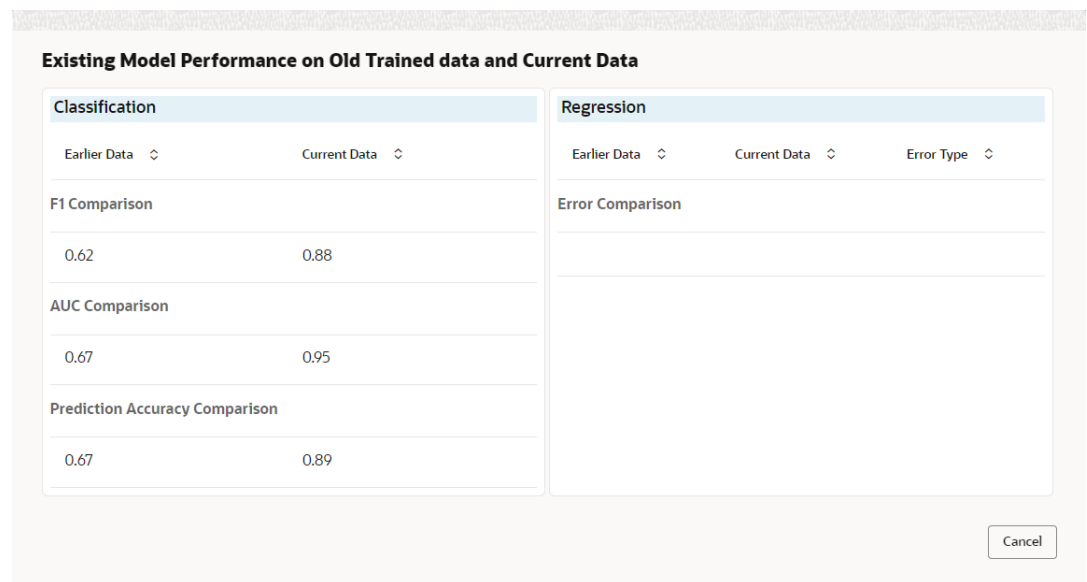 Existing Model Performance on Old Trained data and Current Data
Classification
Earlier Data Current Data
F1 Comparison
0.62 0.88
AUC Comparison
0.67 0.95
Prediction Accuracy Comparison
0.67 0.89
Regression
Earlier Data Current Data Error Type
Error Comparison
Cancel